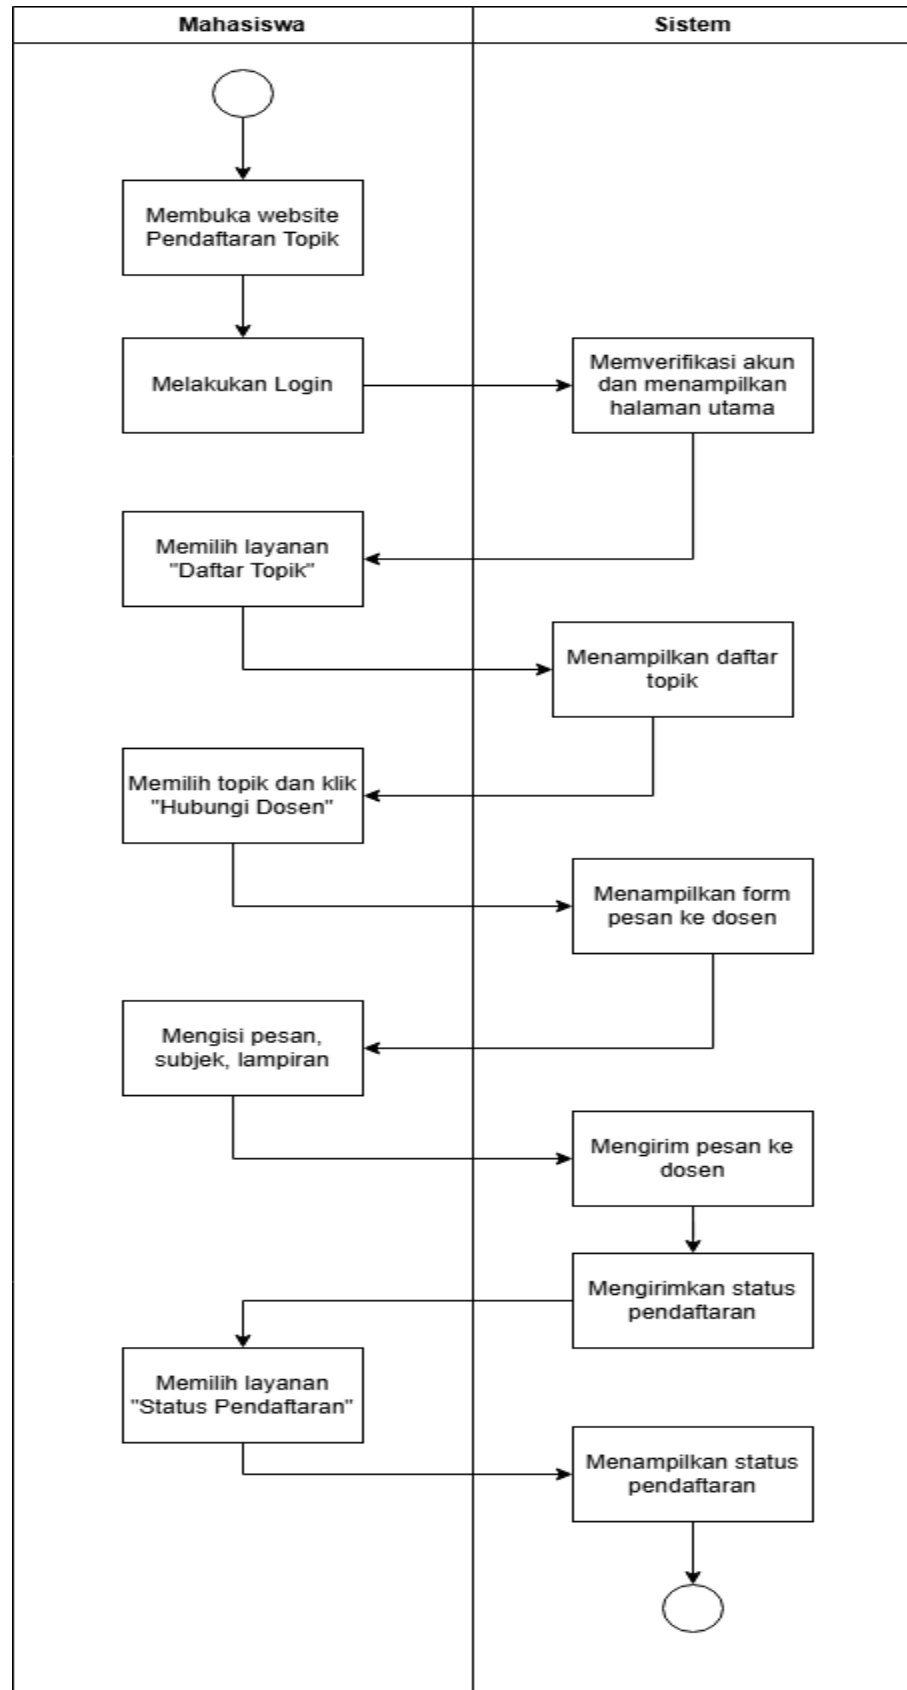 Mahasiswa
Sistem
Membuka website
Pendaftaran Topik
Melakukan Login
Memverifikasi akun
dan menampilkan
halaman utama
Memilih layanan
"Daftar Topik"
Menampilkan daftar
topik
Memilih topik dan klik
"Hubungi Dosen"
Menampilkan form
pesan ke dosen
Mengisi pesan,
subjek, lampiran
Mengirim pesan ke
dosen
Mengirimkan status
pendaftaran
Memilih layanan
"Status Pendaftaran"
Menampilkan status
pendaftaran